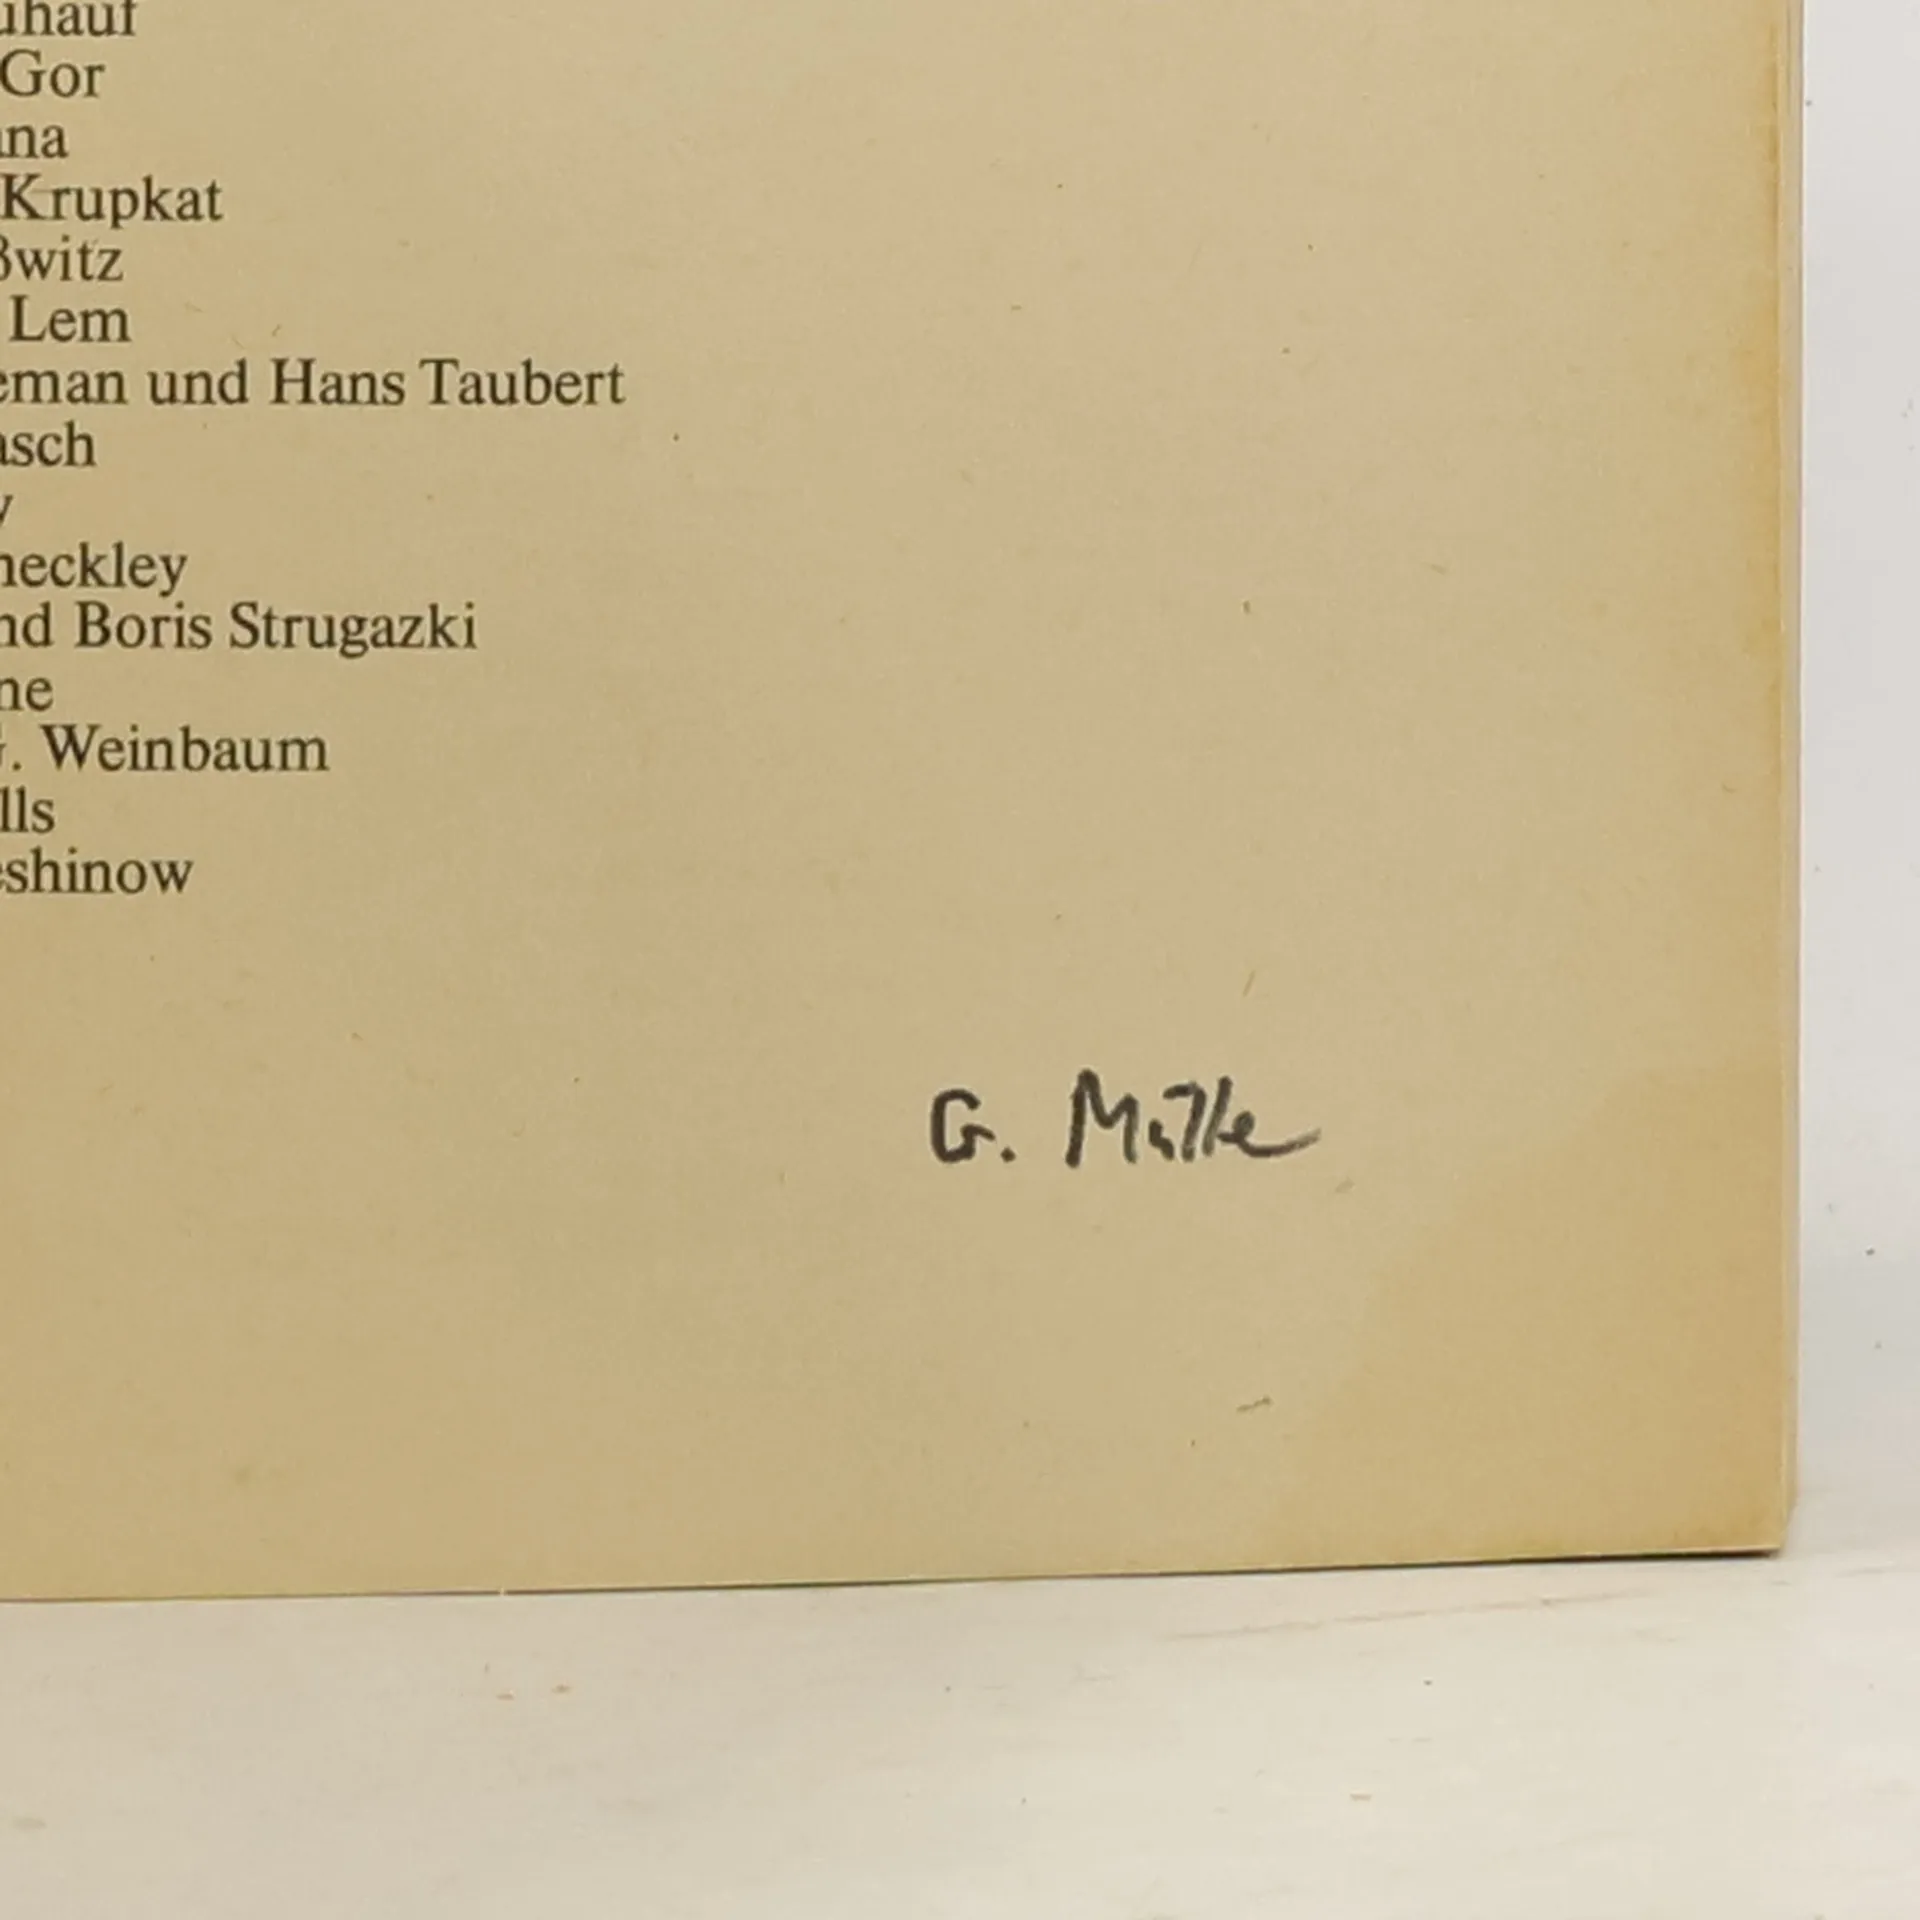 uhauf
Gor
na
Krupkat
ßwitz
Lem
eman und Hans Taubert
asch
y
heckley
nd Boris Strugazki
ne
G. Weinbaum
lls
eshinow
G.